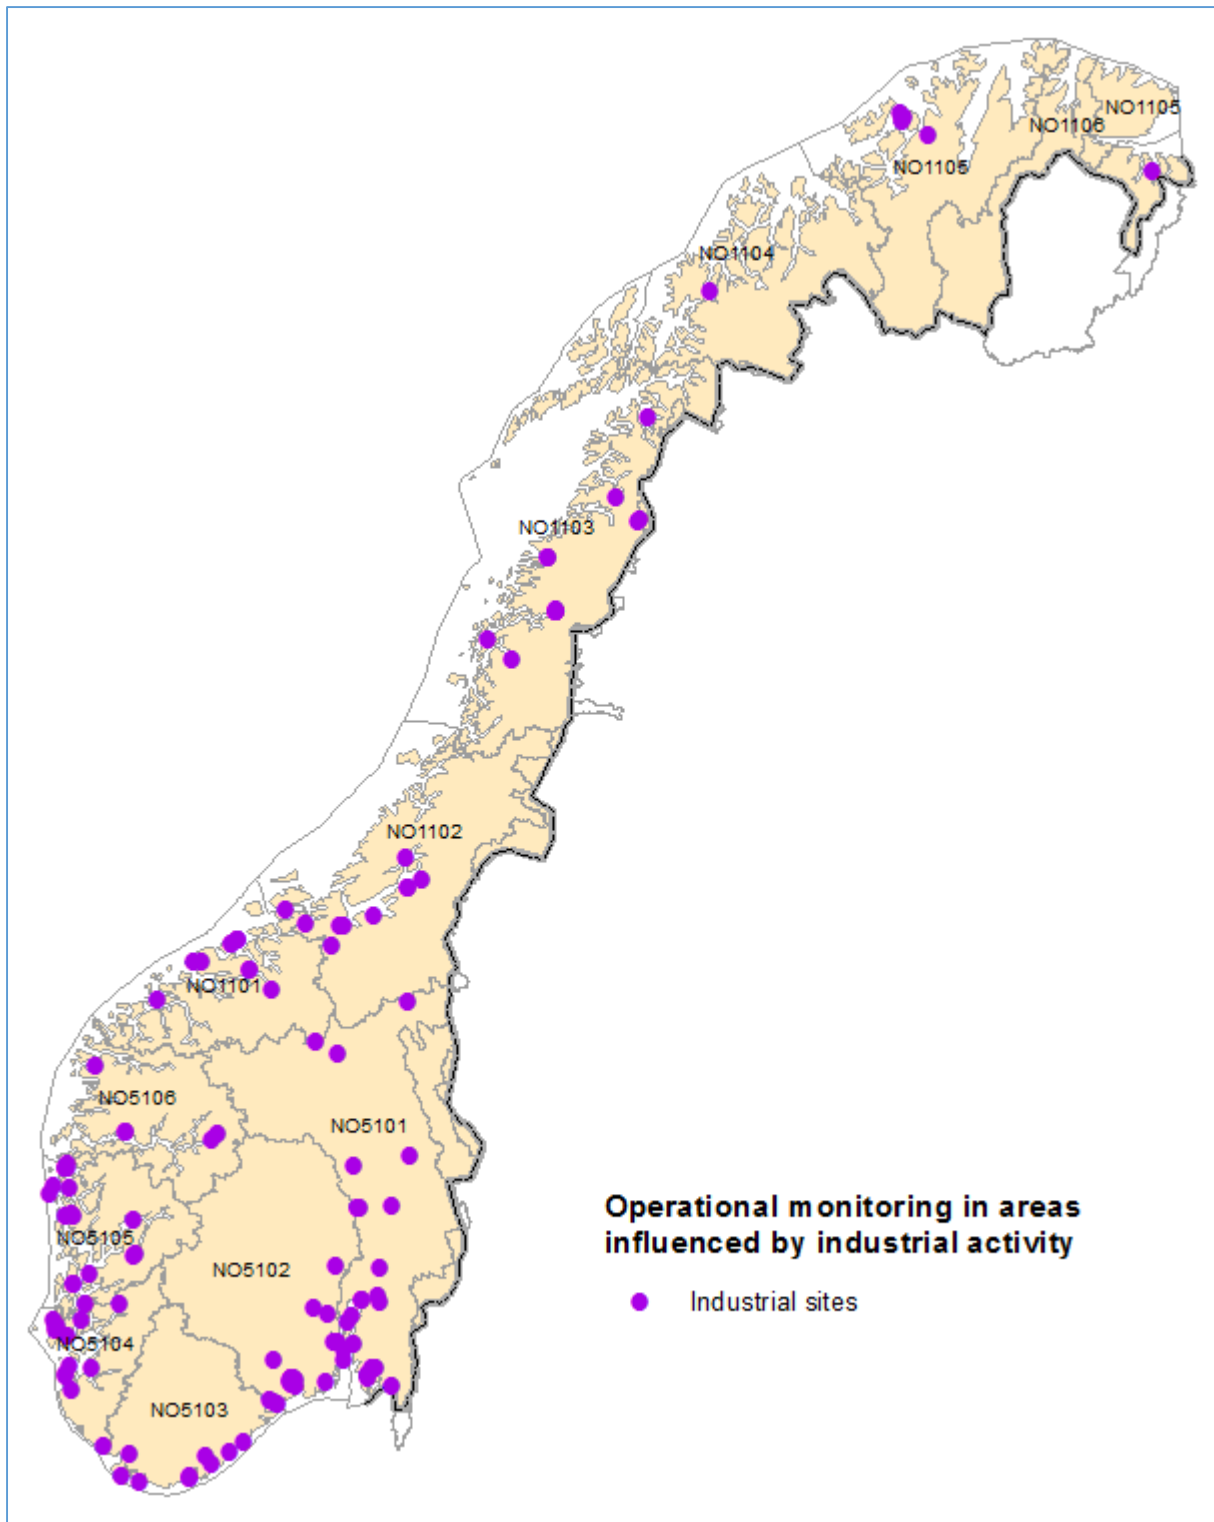 NO1105
NO1106
NO1105
NO1104
NO1103
NO1102
NO1101
NO5106
NO5101
NO5105
NO5102
NO5104
NO5103
Operational monitoring in areas
influenced by industrial activity
Industrial sites